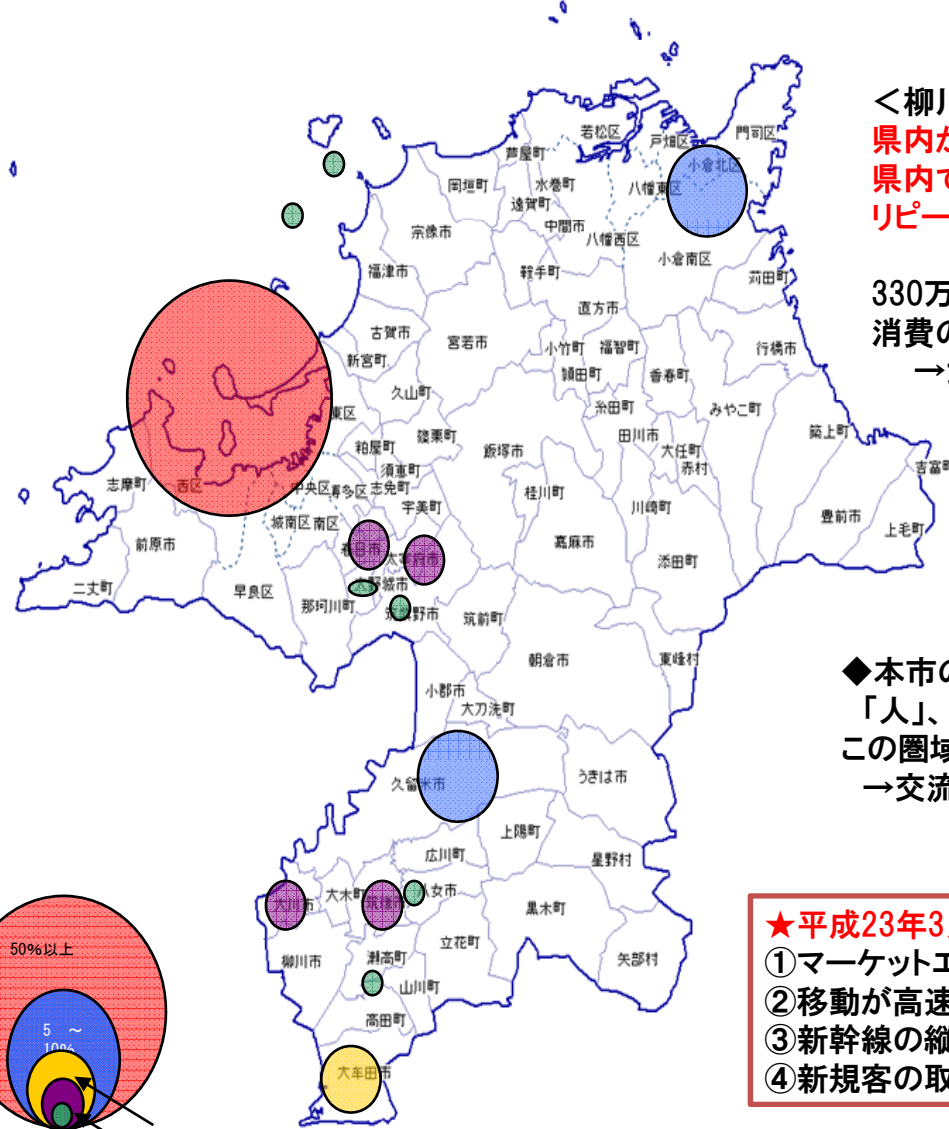 若松区
戸畑区
門司区
小倉北区
芦屋町
岡垣町
水巻町
遠賀町
八幡東区
中間市
八幡西区
宗像市
小倉南区
福津市
鞍手町
苅田町
直方市
古賀市
宮若市
小竹町
福智町
行橋市
新宮町
頴田町
香春町
久山町
糸田町
みやこ町
東区
篠栗町
田川市
築上町
粕屋町
飯塚市
大任町
赤村
吉富町
須恵町
志摩町
西区
中央区
博多区
志免町
桂川町
宇美町
川崎町
豊前市
城南区
南区
上毛町
前原市
春日市
嘉麻市
太宰府市
添田町
二丈町
早良区
大野城市
那珂川町
筑紫野市
筑前町
朝倉市
東峰村
小郡市
大刀洗町
久留米市
うきは市
上陽町
広川町
星野村
大川市
大木町
筑後市
八女市
黒木町
柳川市
瀬高町
立花町
矢部村
山川町
高田町
大牟田市
50%以上
5 ～
10%
＜柳川
県内
県内で
リピー
330万
消費の
→
◆本市の
「人」、
この圏域
→交流
★平成23年3
①マーケット
②移動が高速
③新幹線の縦
④新規客の取